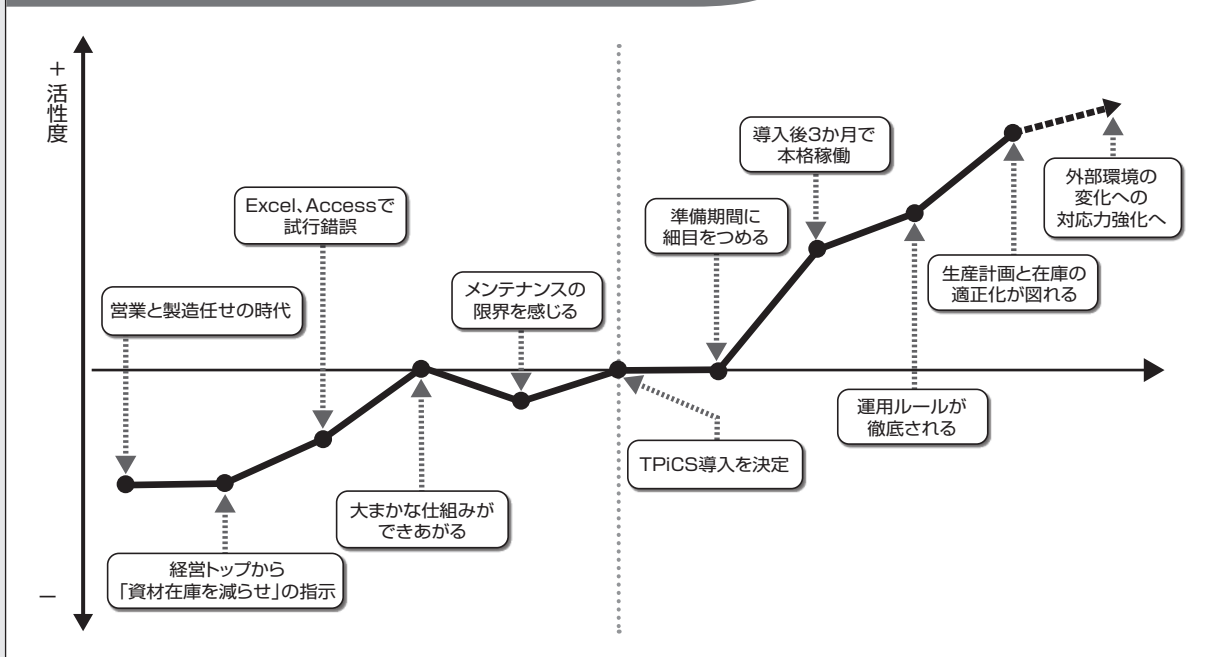 +
活性度
営業と製造任せの時代
経営トップから
「資材在庫を減らせ」の指示
Excel、Accessで
試行錯誤
大まかな仕組みが
できあがる
メンテナンスの
限界を感じる
TPiCS導入を決定
準備期間に
細目をつめる
導入後3か月で
本格稼働
運用ルールが
徹底される
生産計画と在庫の
適正化が図れる
外部環境の
変化への
対応力強化へ
−